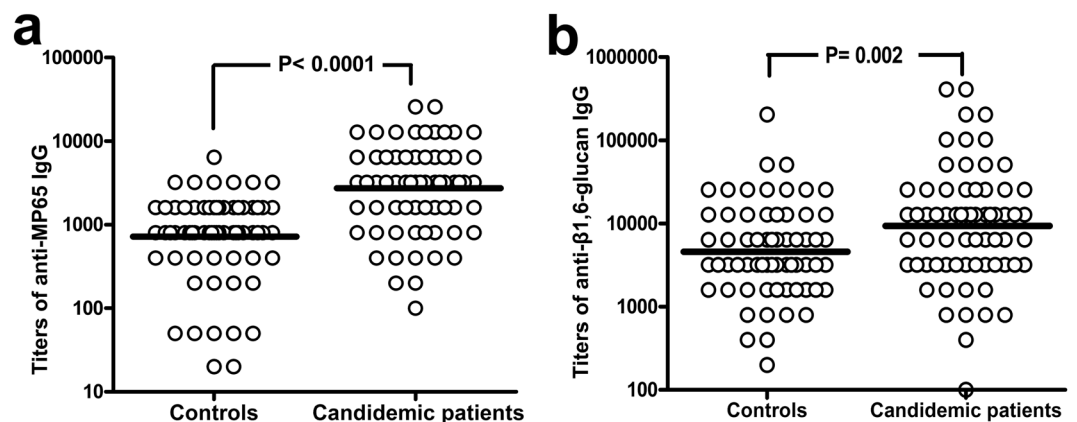 a
P< 0.0001
Titers of anti-MP65 IgG
100000
10000
1000
100
10
Controls
Candidemic patients
b
P= 0.002
Titers of anti-β1,6-glucan IgG
1000000
100000
10000
1000
100
Controls
Candidemic patients